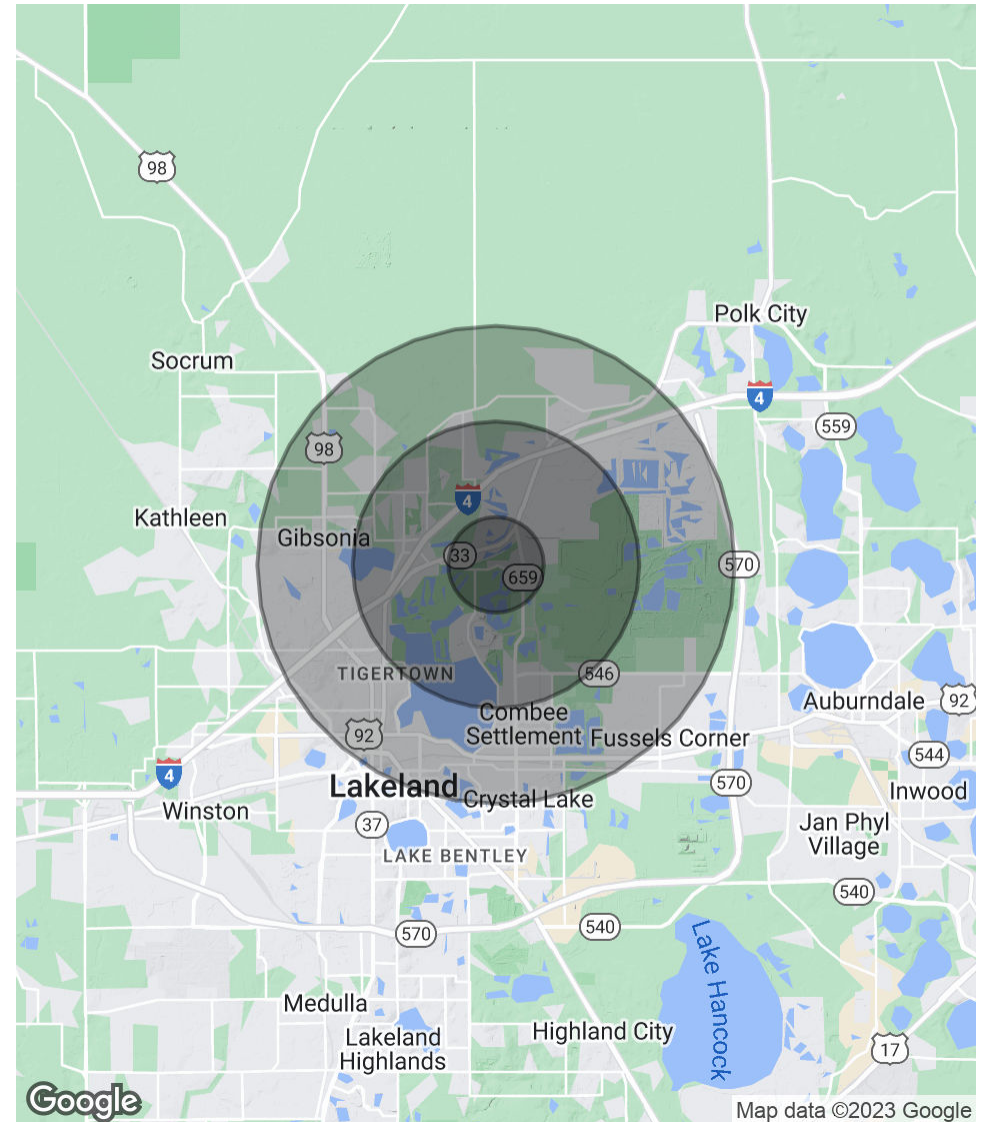 98
Polk City
Socrum
4
559
98
4
Kathleen
Gibsonia
33
659
570
TIGERTOWN
546
Auburndale
92
Combee
Settlement
Fussels Corner
92
544
4
Lakeland
570
Inwood
Crystal Lake
Winston
37
Jan Phyl
Village
LAKE BENTLEY
540
570
540
Lake Hancock
Medulla
Highland City
Lakeland
Highlands
17
Google
Map data ©2023 Google